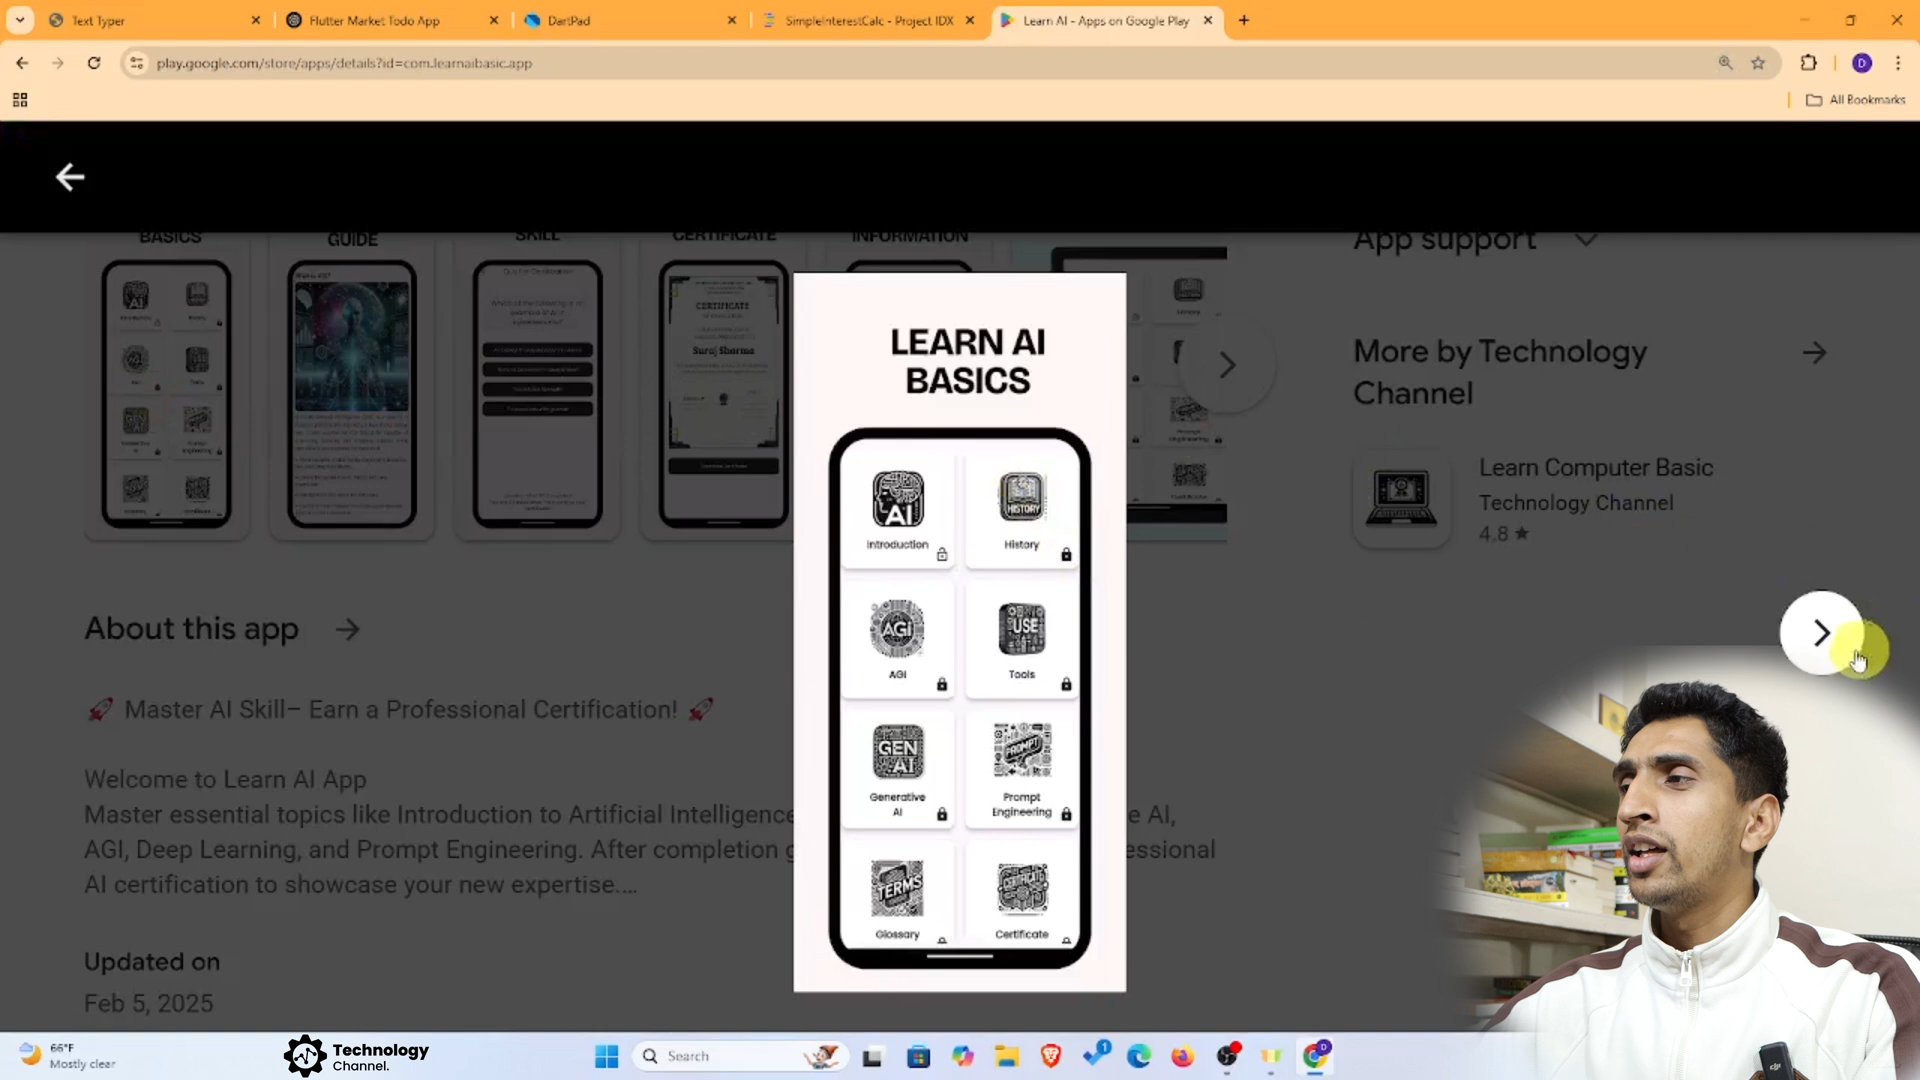 Text Typer
Flutter Market Todo App
DartPad
SimpleInterestCalc - Project IDX
Learn AI - Apps on Google Play
play.google.com/store/apps/details?id=com.learnaibasic.app
All Bookmarks
BASICS
GUIDE
SKILL
CERTIFICATE
INFORMATION
CERTIFICATE
Suraj Sharma
LEARN AI
BASICS
Introduction
History
AGI
Tools
Generative
AI
Prompt
Engineering
Glossary
Certificate
App support
More by Technology
Channel
Learn Computer Basic
Technology Channel
4.8 ★
About this app
🚀 Master AI Skill– Earn a Professional Certification! 🚀
Welcome to Learn AI App
Master essential topics like Introduction to Artificial Intelligence e AI,
AGI, Deep Learning, and Prompt Engineering. After completion essional
AI certification to showcase your new expertise....
Updated on
Feb 5, 2025
66°F
Mostly clear
Technology
Channel.
Search